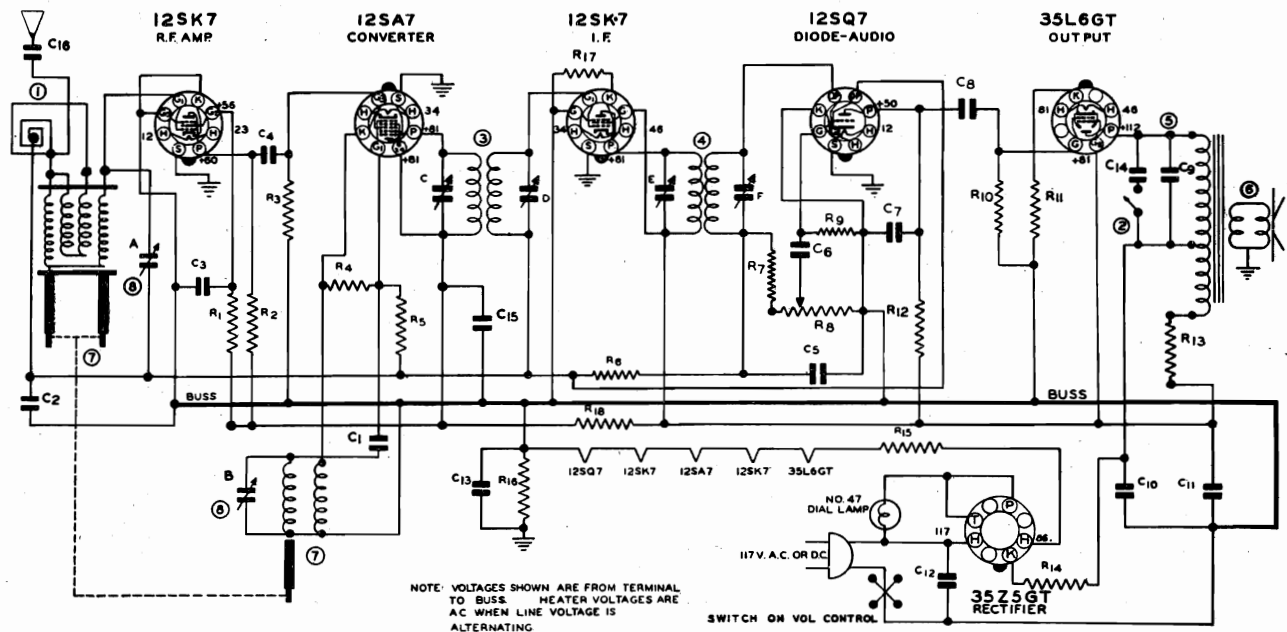 12SK7
R.F. AMP.
12SA7
CONVERTER
12SK7
I.F.
12SQ7
DIODE-AUDIO
35L6GT
OUTPUT
C16
R17
C8
1
G1 K
G S
H H
S P
+56
12
23
+60
C4
S
34
H H
K P
+81
G1
+81
3
G1 K
34
46
S P
+81
4
K P
+50
H
12
G
S H
K
81
46
H
P
+112
G
+81
5
C14
C9
6
2
A
8
C3
R1
R2
R3
R4
R5
C
D
C15
E
F
R9
C7
C6
R7
R8
R10
R11
R12
R13
7
C2
R6
C5
BUSS
BUSS
R18
C1
B
8
7
C13
R16
12SQ7
12SK7
12SA7
12SK7
35L6GT
R15
NO. 47
DIAL LAMP
P
T
117
H H
86.
K
117 V. A.C. OR D.C.
C12
R14
C10
C11
35Z5GT
RECTIFIER
SWITCH ON VOL CONTROL
NOTE: VOLTAGES SHOWN ARE FROM TERMINAL
TO BUSS. HEATER VOLTAGES ARE
AC WHEN LINE VOLTAGE IS
ALTERNATING